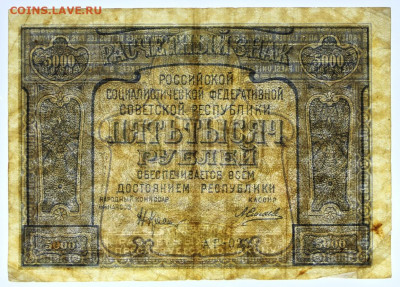 COINS.LAVE.RU
РАСЧЕТНЫЙ ЗНАК
5000 5000
РОССИЙСКОЙ
СОЦИАЛИСТИЧЕСКОЙ ФЕДЕРАТИВНОЙ
СОВЕТСКОЙ РЕСПУБЛИКИ
ПЯТЬ ТЫСЯЧ
РУБЛЕЙ
ОБЕСПЕЧИВАЕТСЯ ВСЕМ
ДОСТОЯНИЕМ РЕСПУБЛИКИ
НАРОДНЫЙ КОМИССАР КАССИР
5000 5000